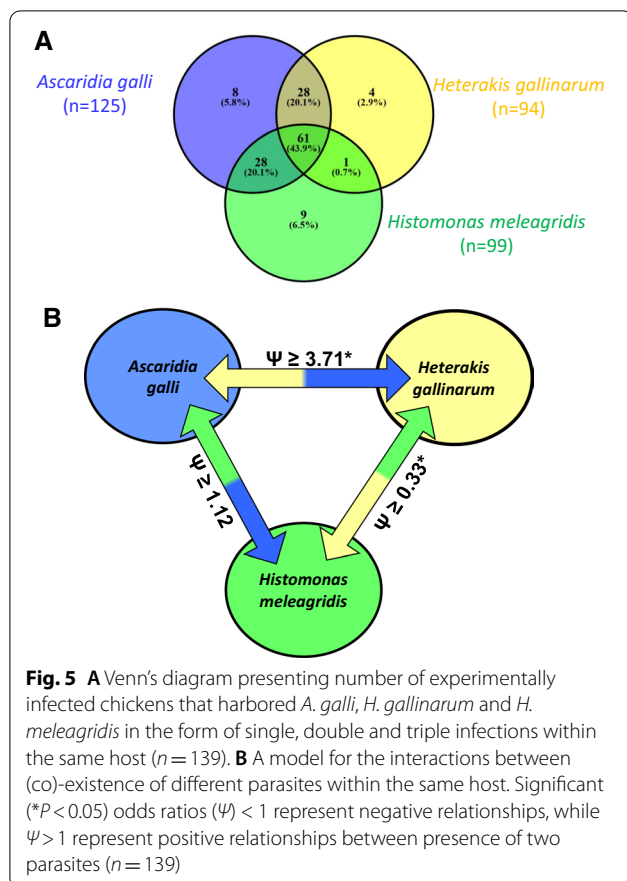 A
Ascaridia galli
(n=125)
Heterakis gallinarum
(n=94)
Histomonas meleagridis
(n=99)
8
(5.8%)
28
(20.1%)
4
(2.9%)
61
(43.9%)
28
(20.1%)
1
(0.7%)
9
(6.5%)
B
Ascaridia
galli
Ψ ≥ 3.71*
Heterakis
gallinarum
Ψ ≥ 1.12
Ψ ≥ 0.33*
Histomonas
meleagridis
Fig. 5 A Venn's diagram presenting number of experimentally
infected chickens that harbored A. galli, H. gallinarum and H.
meleagridis in the form of single, double and triple infections within
the same host (n = 139). B A model for the interactions between
(co)-existence of different parasites within the same host. Significant
(*P < 0.05) odds ratios (Ψ) < 1 represent negative relationships, while
Ψ > 1 represent positive relationships between presence of two
parasites (n = 139)